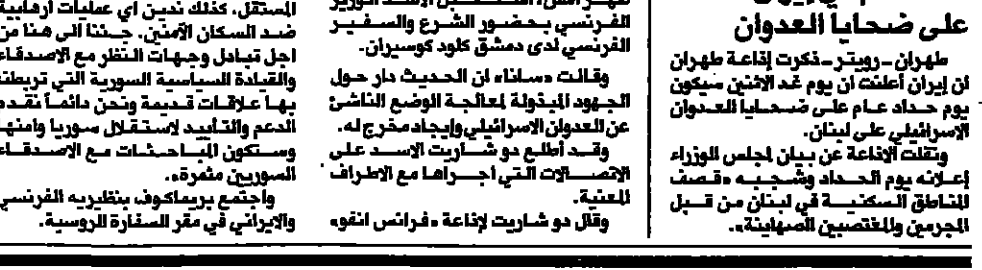 على ضحايا العدوان
طهران - رويتر - ذكرت إذاعة طهران
ان إيران أعلنت ان يوم غد الاثنين سيكون
يوم حداد عام على ضحايا العدوان
الإسرائيلي على لبنان.
ونقلت الإذاعة عن بيان لمجلس الوزراء
إعلانه يوم الحداد وشجبه «قصف
المناطق السكنية في لبنان من قبل
المجرمين والمغتصبين الصهاينة».
الفرنسي بحضور الشرع والسفير
الفرنسي لدى دمشق كلود كوسيران.
وقالت «سانا» ان الحديث دار حول
الجهود المبذولة لمعالجة الوضع الناشئ
عن العدوان الاسرائيلي وإيجاد مخرج له.
وقد أطلع دو شاريت الاسد على
الاتصالات التي اجراها مع الاطراف
المعنية.
وقال دو شاريت لإذاعة «فرانس انفو»
المستقل، كذلك ندين اي عمليات ارهابية
ضد السكان الآمنين. جئنا الى هنا من
اجل تبادل وجهات النظر مع الاصدقاء
والقيادة السياسية السورية التي تربطنا
بها علاقات قديمة ونحن دائماً نقدم
الدعم والتأييد لاستقلال سوريا وامنها
وستكون المباحثات مع الاصدقاء
السوريين مثمرة».
واجتمع بريماكوف بنظيريه الفرنسي
والايراني في مقر السفارة الروسية.